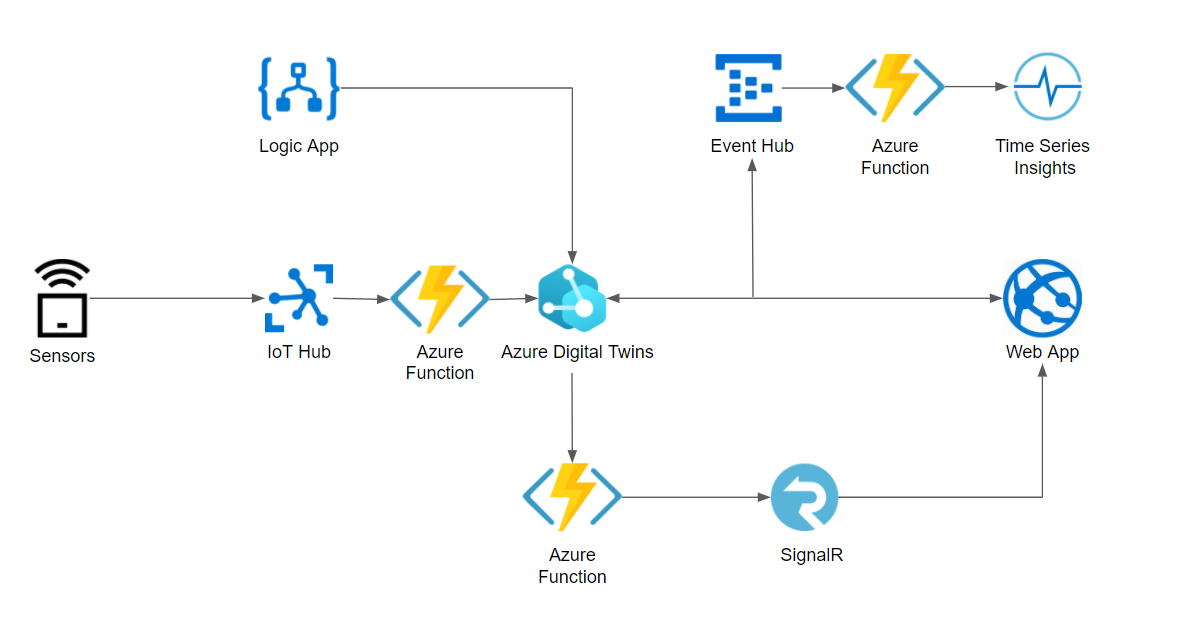 Logic App
Event Hub
Azure
Function
Time Series
Insights
Sensors
IoT Hub
Azure
Function
Azure Digital Twins
Web App
Azure
Function
SignalR